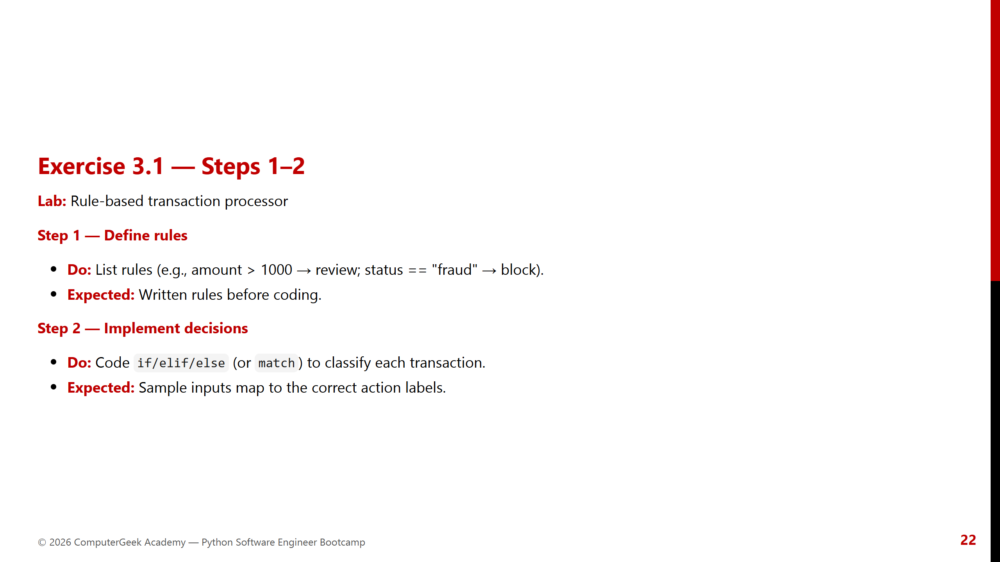 Exercise 3.1 — Steps 1–2
Lab: Rule-based transaction processor
Step 1 — Define rules
• Do: List rules (e.g., amount > 1000 → review; status == "fraud" → block).
• Expected: Written rules before coding.
Step 2 — Implement decisions
• Do: Code if/elif/else (or match) to classify each transaction.
• Expected: Sample inputs map to the correct action labels.
© 2026 ComputerGeek Academy — Python Software Engineer Bootcamp
22